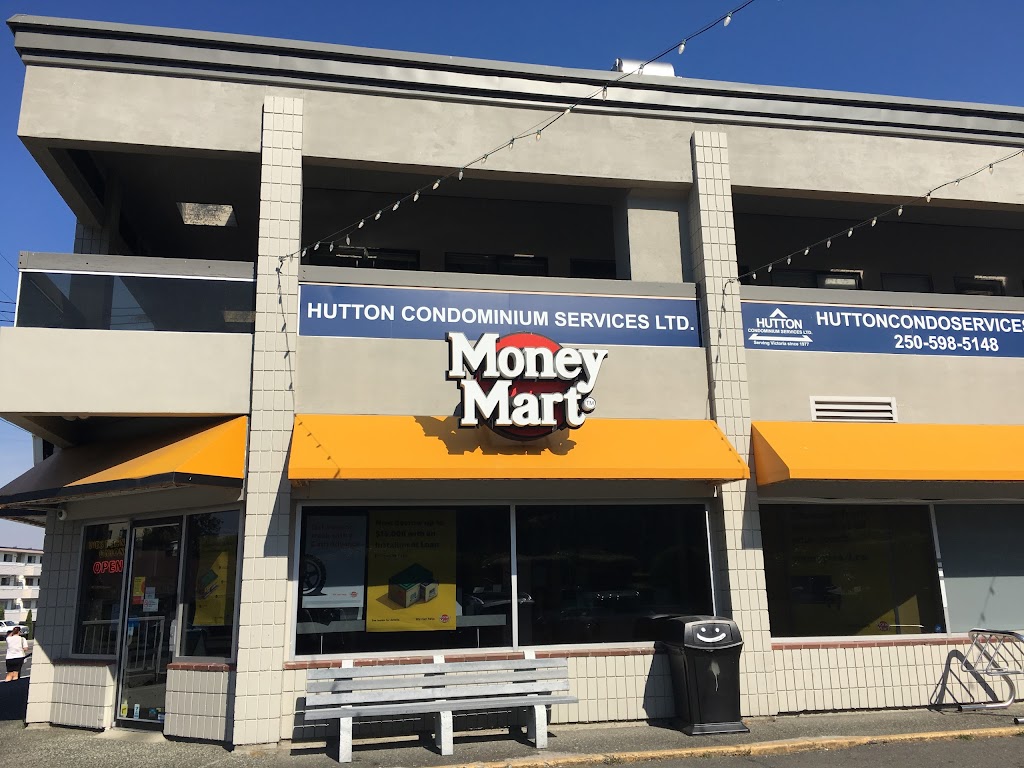 HUTTON CONDOMINIUM SERVICES LTD.
HUTTON
CONDOMINIUM SERVICES LTD.
Serving Victoria since 1977
HUTTONCONDOSERVICES
250-598-5148
Money
Mart
TM
OPEN